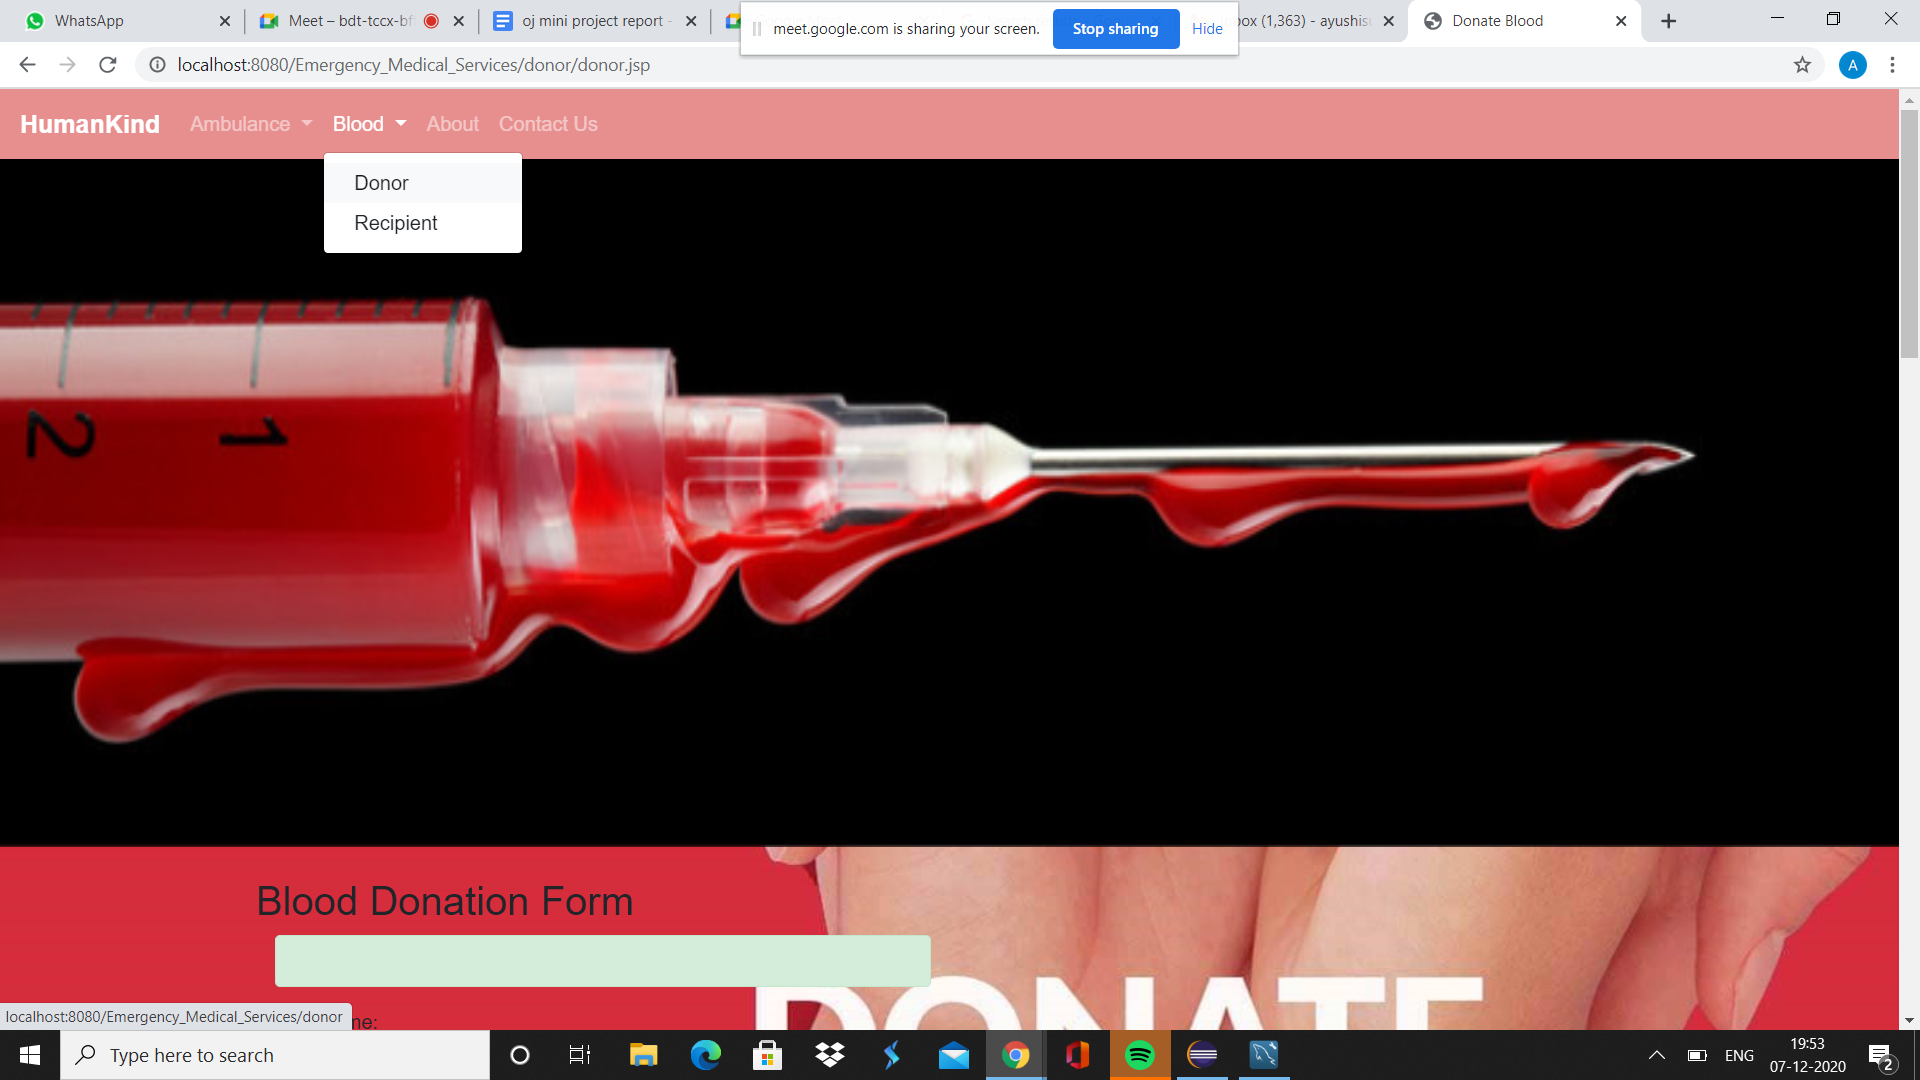 WhatsApp
Meet – bdt-tccx-bf
oj mini project report -
meet.google.com is sharing your screen. Stop sharing Hide
box (1,363) - ayushis
Donate Blood
localhost:8080/Emergency_Medical_Services/donor/donor.jsp
A
HumanKind Ambulance Blood About Contact Us
Donor
Recipient
2 1
Blood Donation Form
DONATE
me:
localhost:8080/Emergency_Medical_Services/donor
Type here to search
ENG
19:53
07-12-2020
2